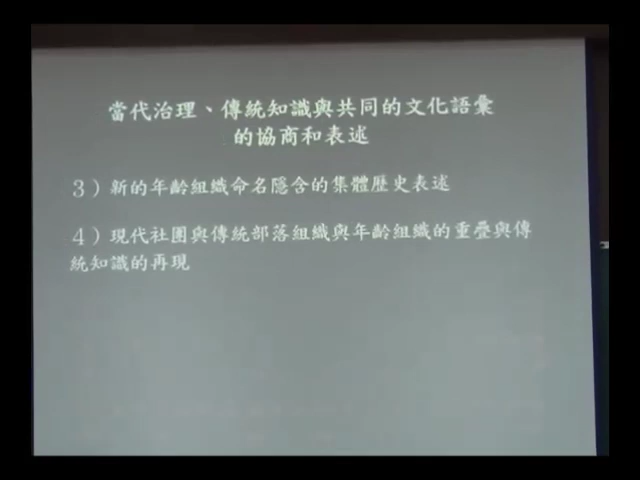 當代治理、傳統知識與共同的文化語彙
的協商和表述
3）新的年齡組織命名隱含的集體歷史表述
4）現代社團與傳統部落組織與年齡組織的重疊與傳
統知識的再現